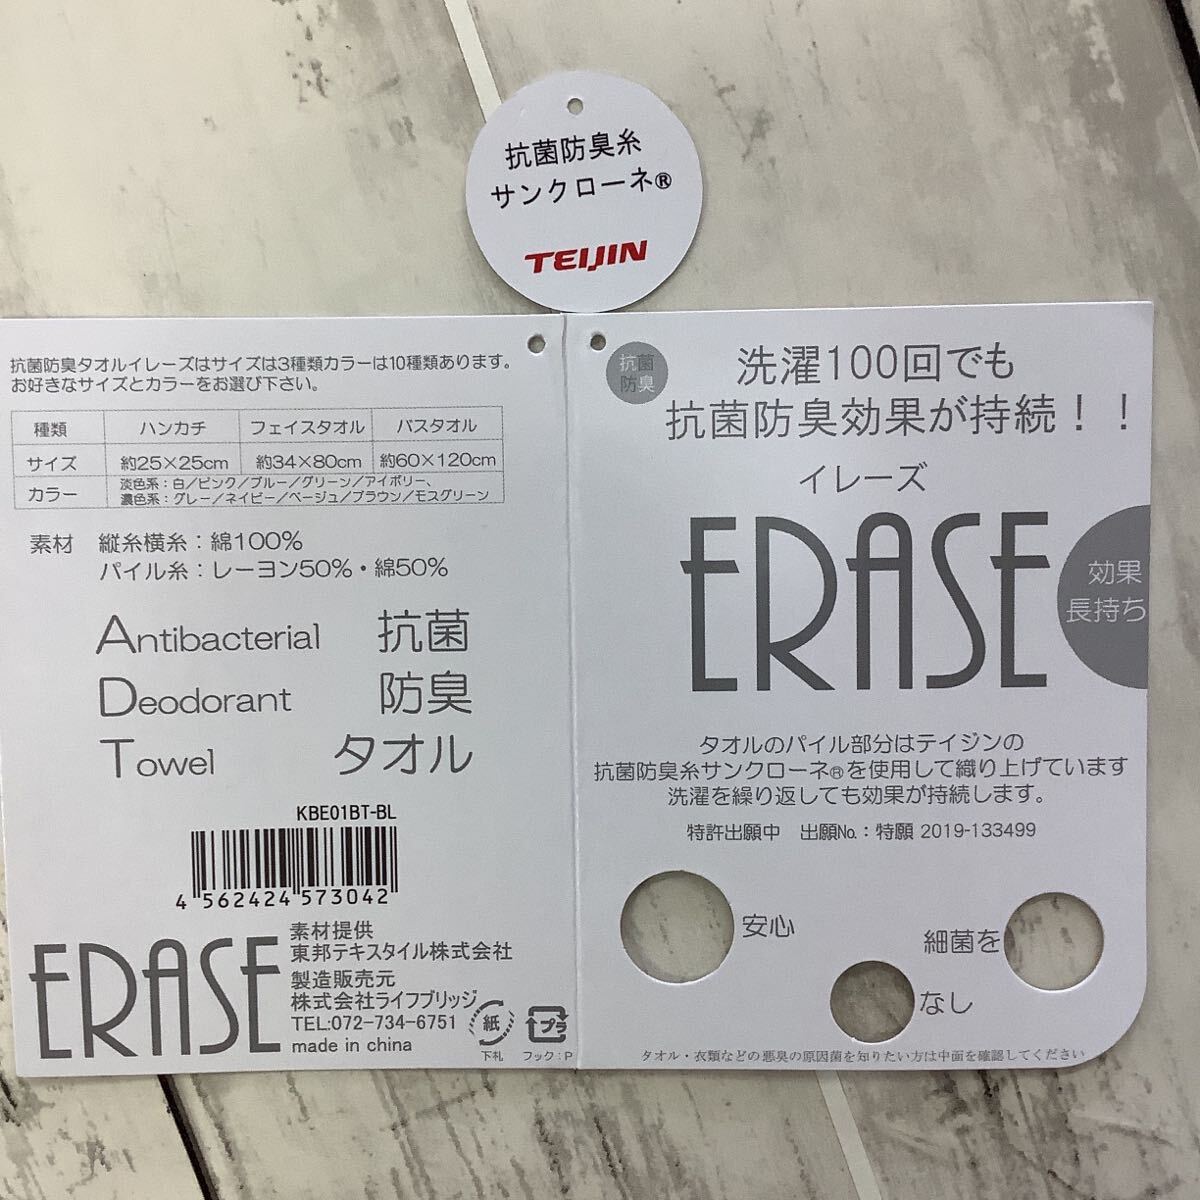 抗菌防臭糸
サンクローネ®
TEIJIN
抗菌防臭タオルイレーズはサイズは3種類カラーは10種類あります。
お好きなサイズとカラーをお選び下さい。
種類 ハンカチ フェイスタオル バスタオル
サイズ 約25×25cm 約34×80cm 約60×120cm
カラー 淡色系：白／ピンク／ブルー／グリーン／アイボリー、
濃色系：グレー／ネイビー／ベージュ／ブラウン／モスグリーン
素材 縦糸横糸：綿100%
パイル糸：レーヨン50%・綿50%
Antibacterial 抗菌
Deodorant 防臭
Towel タオル
KBE01BT-BL
4 562424 573042
ERASE
素材提供
東邦テキスタイル株式会社
製造販売元
株式会社ライフブリッジ
TEL:072-734-6751
made in china
紙
下札
プラ
フック：P
抗菌
防臭
洗濯100回でも
抗菌防臭効果が持続！！
イレーズ
ERASE
効果
長持ち
タオルのパイル部分はテイジンの
抗菌防臭糸サンクローネ®を使用して織り上げています
洗濯を繰り返しても効果が持続します。
特許出願中 出願No.：特願 2019-133499
安心
細菌を
なし
タオル・衣類などの悪臭の原因菌を知りたい方は中面を確認してください